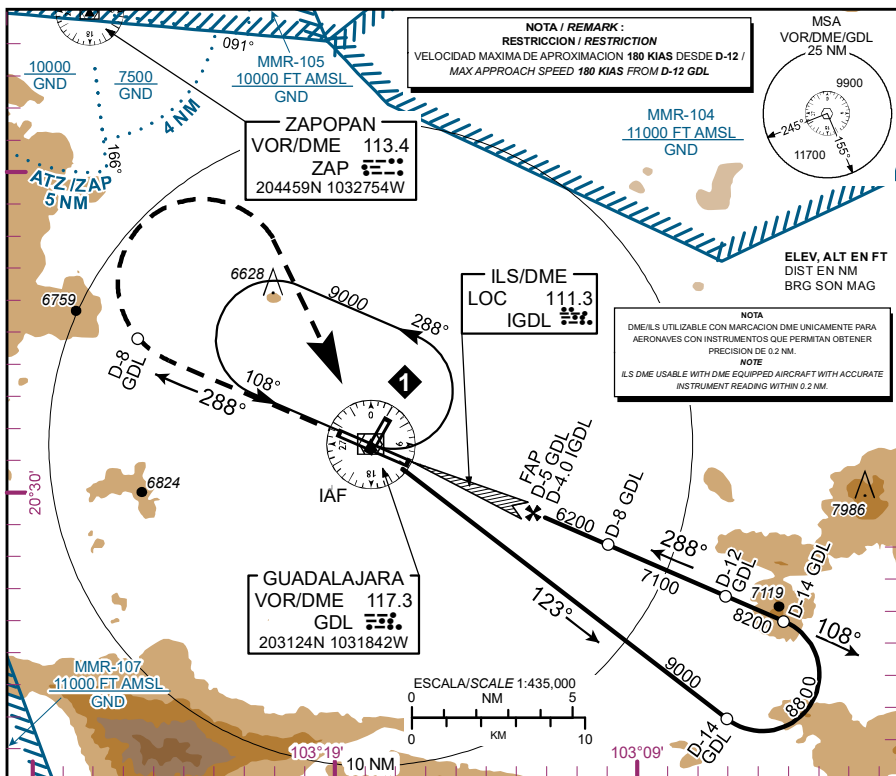 NOTA / REMARK :
RESTRICCION / RESTRICTION
VELOCIDAD MAXIMA DE APROXIMACION 180 KIAS DESDE D-12 /
MAX APPROACH SPEED 180 KIAS FROM D-12 GDL
MSA
VOR/DME/GDL
25 NM
9900
245°
155°
11700
10000
GND
7500
GND
091°
4 NM
166°
ATZ /ZAP
5 NM
MMR-105
10000 FT AMSL
GND
MMR-104
11000 FT AMSL
GND
ZAPOPAN
VOR/DME 113.4
ZAP
204459N 1032754W
ELEV, ALT EN FT
DIST EN NM
BRG SON MAG
ILS/DME
LOC 111.3
IGDL
NOTA
DME/ILS UTILIZABLE CON MARCACION DME UNICAMENTE PARA
AERONAVES CON INSTRUMENTOS QUE PERMITAN OBTENER
PRECISION DE 0.2 NM.
NOTE
ILS DME USABLE WITH DME EQUIPPED AIRCRAFT WITH ACCURATE
INSTRUMENT READING WITHIN 0.2 NM.
6628
6759
9000
288°
D-8
GDL
108°
288°
1
0
9
18
27
IAF
6824
20°30'
FAP
D-5 GDL
D-4.0 IGDL
6200
D-8 GDL
288°
7100
D-12
GDL
7986
7119
D-14 GDL
8200
108°
GUADALAJARA
VOR/DME 117.3
GDL
203124N 1031842W
123°
9000
8800
D-14
GDL
MMR-107
11000 FT AMSL
GND
ESCALA/SCALE 1:435,000
NM
0 5
0 10
KM
103°19'
10 NM
103°09'